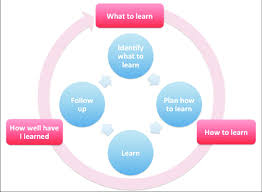 What to learn
Identify
what to
learn
Follow
up
Plan how
to learn
How well have
I learned
How to learn
Learn